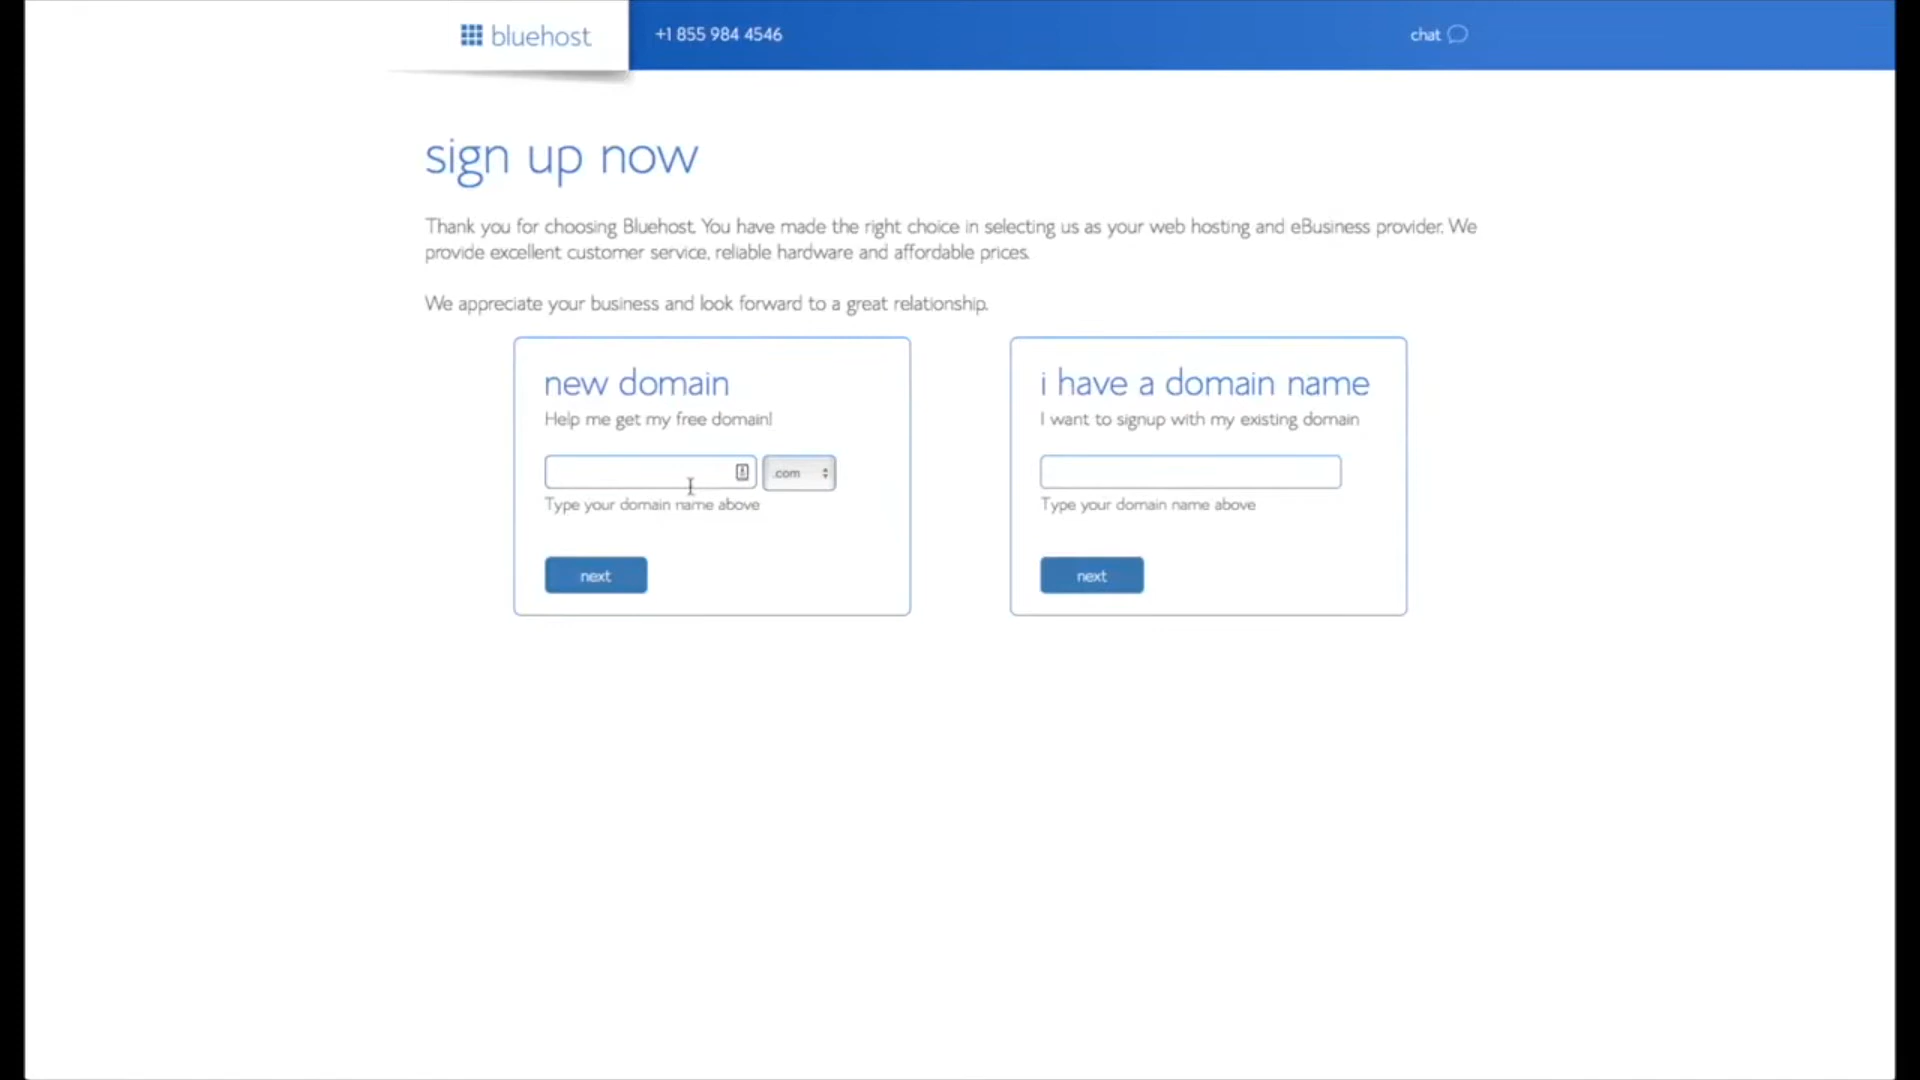 bluehost
+1 855 984 4546
chat
sign up now
Thank you for choosing Bluehost. You have made the right choice in selecting us as your web hosting and eBusiness provider. We
provide excellent customer service, reliable hardware and affordable prices.
We appreciate your business and look forward to a great relationship.
new domain
Help me get my free domain!
.com
Type your domain name above
next
i have a domain name
I want to signup with my existing domain
Type your domain name above
next